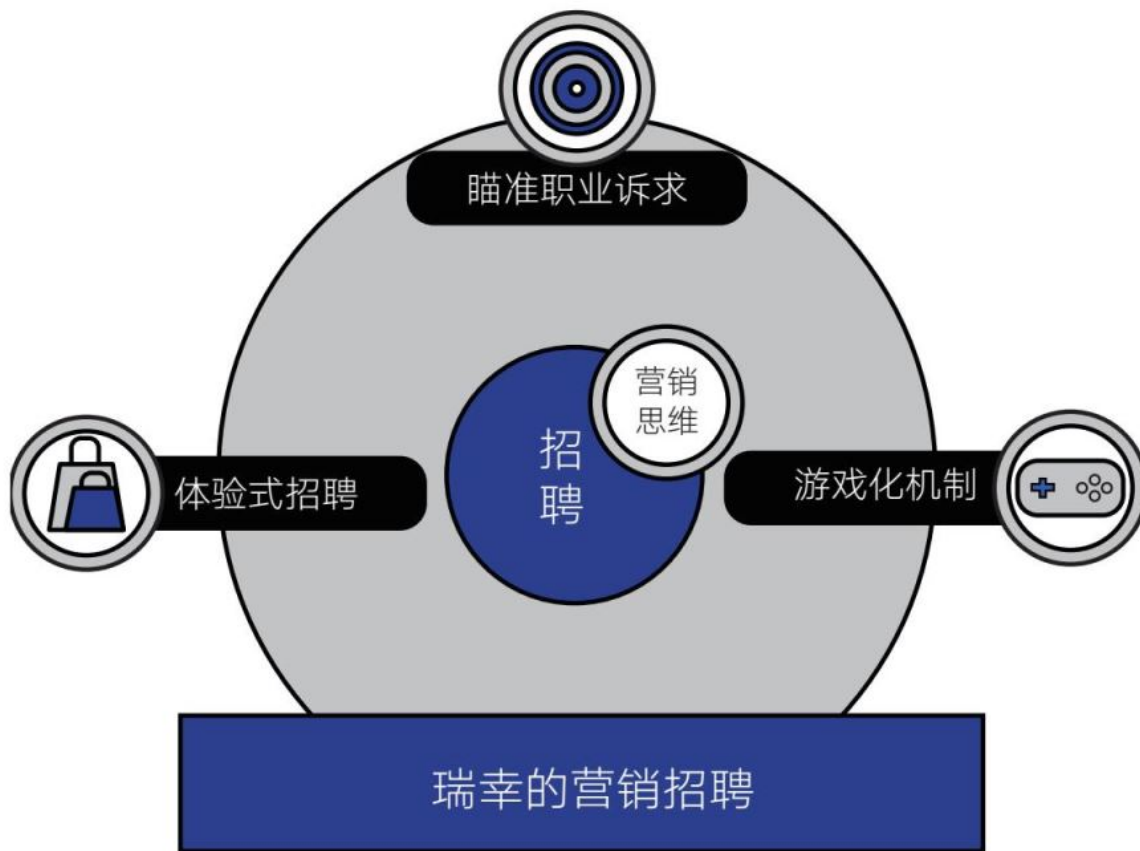 瞄准职业诉求
营销
思维
招
聘
体验式招聘
游戏化机制
瑞幸的营销招聘